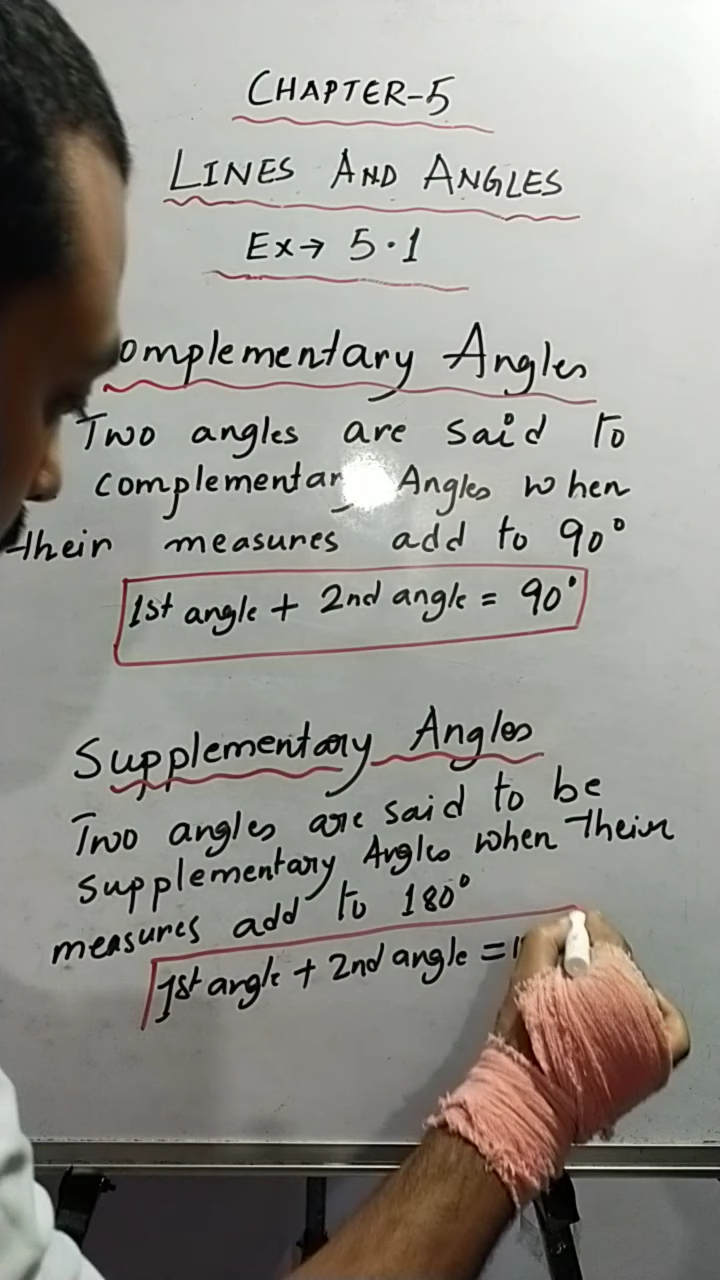 CHAPTER-5
LINES AND ANGLES
Ex→ 5.1
omplementary Angles
Two angles are said to
complementar Angles when
their measures add to 90°
1st angle + 2nd angle = 90°
Supplementary Angles
Two angles are said to be
supplementary Angles when their
measures add to 180°
1st angle + 2nd angle = 1